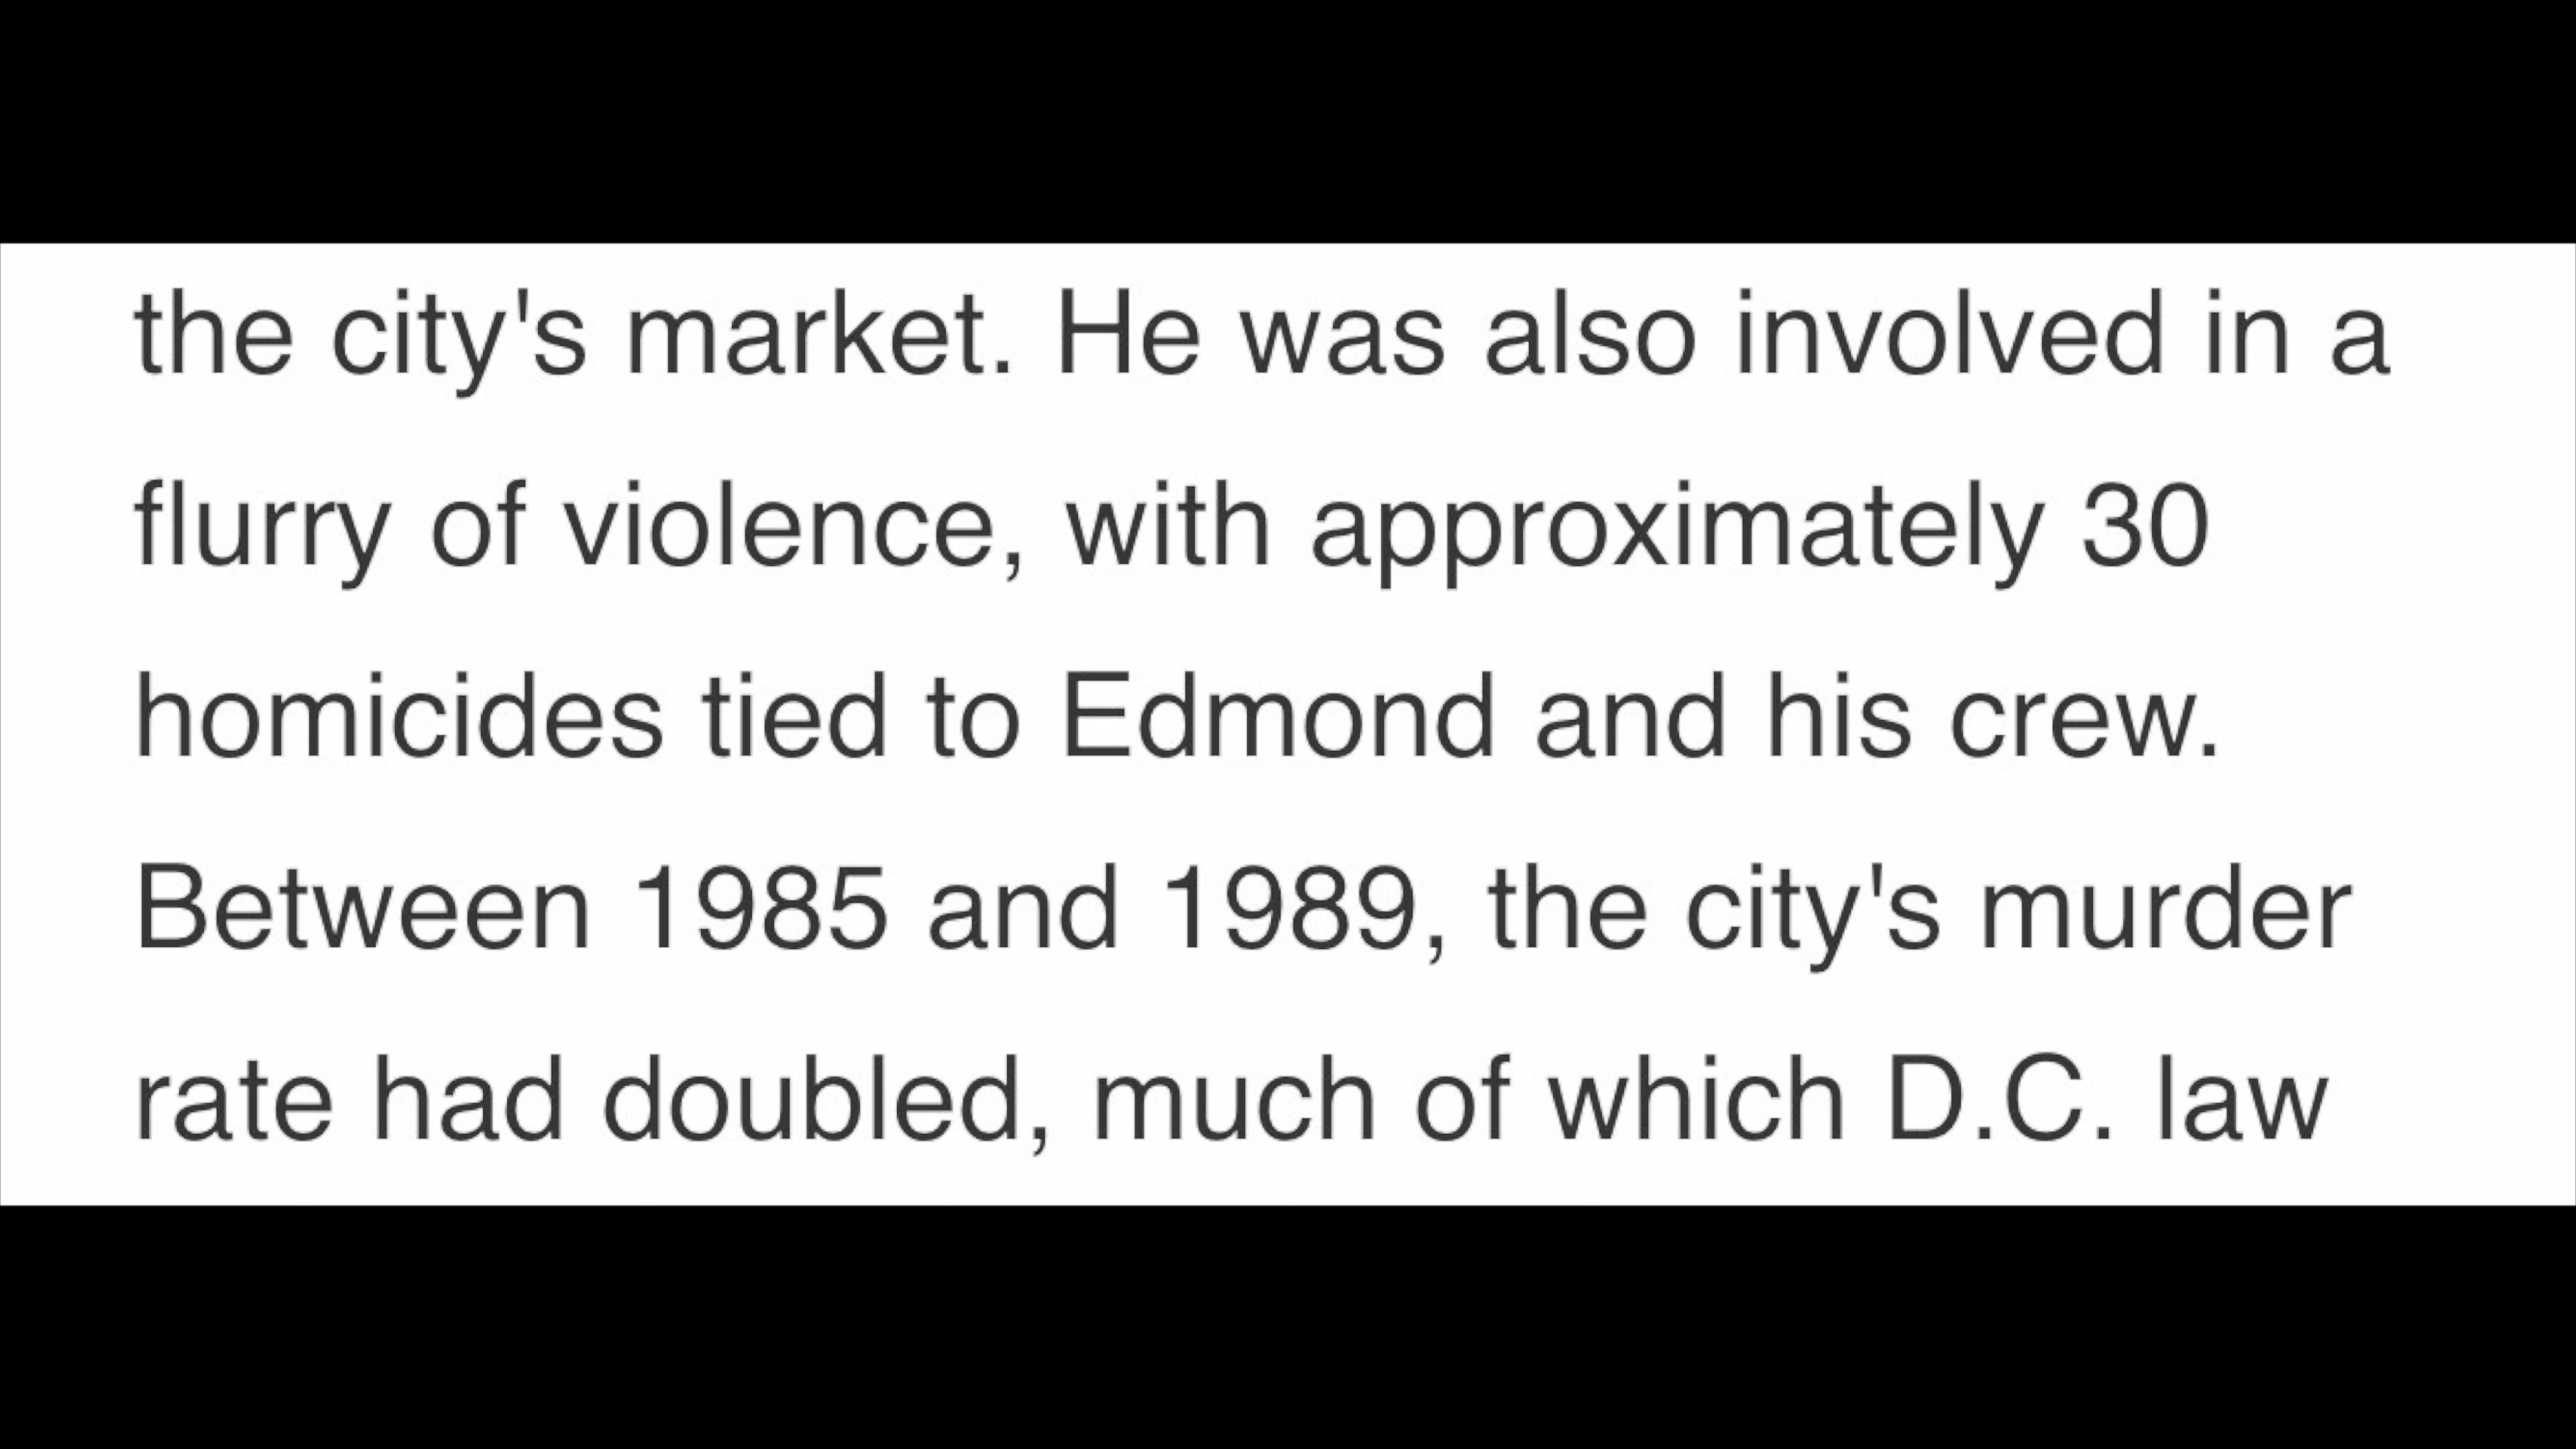 the city's market. He was also involved in a
flurry of violence, with approximately 30
homicides tied to Edmond and his crew.
Between 1985 and 1989, the city's murder
rate had doubled, much of which D.C. law